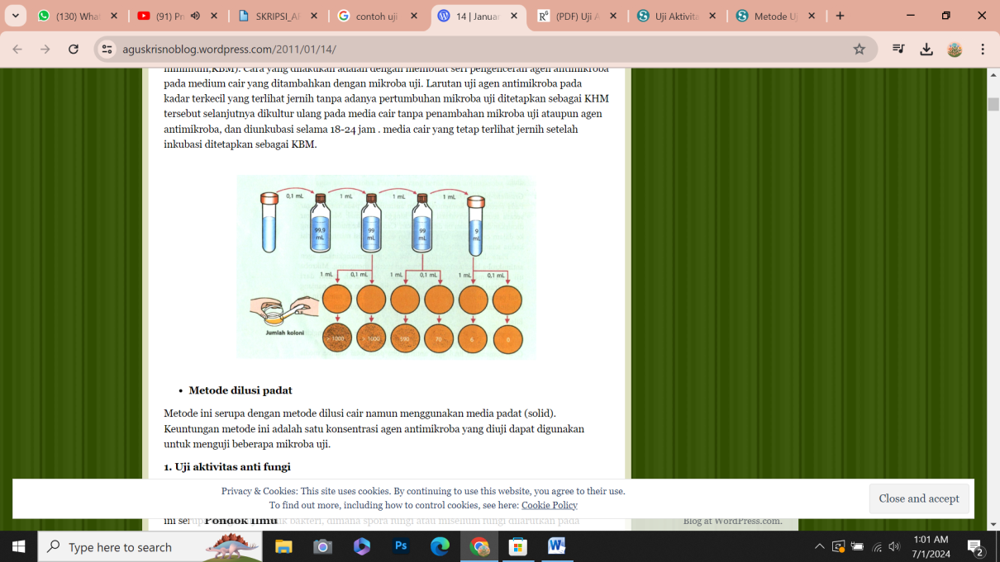 (130) What
(91) Pn
SKRIPSI_AI
contoh uji
14 | Januar
(PDF) Uji A
Uji Aktivita
Metode U
aguskrisnoblog.wordpress.com/2011/01/14/
minimum,KBM). Cara yang dilakukan adalah dengan membuat seri pengenceran agen antimikroba
pada medium cair yang ditambahkan dengan mikroba uji. Larutan uji agen antimikroba pada
kadar terkecil yang terlihat jernih tanpa adanya pertumbuhan mikroba uji ditetapkan sebagai KHM
tersebut selanjutnya dikultur ulang pada media cair tanpa penambahan mikroba uji ataupun agen
antimikroba, dan diunkubasi selama 18-24 jam . media cair yang tetap terlihat jernih setelah
inkubasi ditetapkan sebagai KBM.
0,1 mL 1 mL 1 mL 1 mL
99,9 mL 99 mL 99 mL 9 mL
1 mL 0,1 mL 1 mL 0,1 mL 1 mL 0,1 mL
Jumlah koloni
> 1000 > 1000 590 70 6 0
• Metode dilusi padat
Metode ini serupa dengan metode dilusi cair namun menggunakan media padat (solid).
Keuntungan metode ini adalah satu konsentrasi agen antimikroba yang diuji dapat digunakan
untuk menguji beberapa mikroba uji.
1. Uji aktivitas anti fungi
Privacy & Cookies: This site uses cookies. By continuing to use this website, you agree to their use.
To find out more, including how to control cookies, see here: Cookie Policy
Close and accept
Pondok Ilmu
bakteri, dimana spora fungi atau miselium fungi dilarutkan pada
Blog at WordPress.com.
Type here to search
1:01 AM
7/1/2024
2